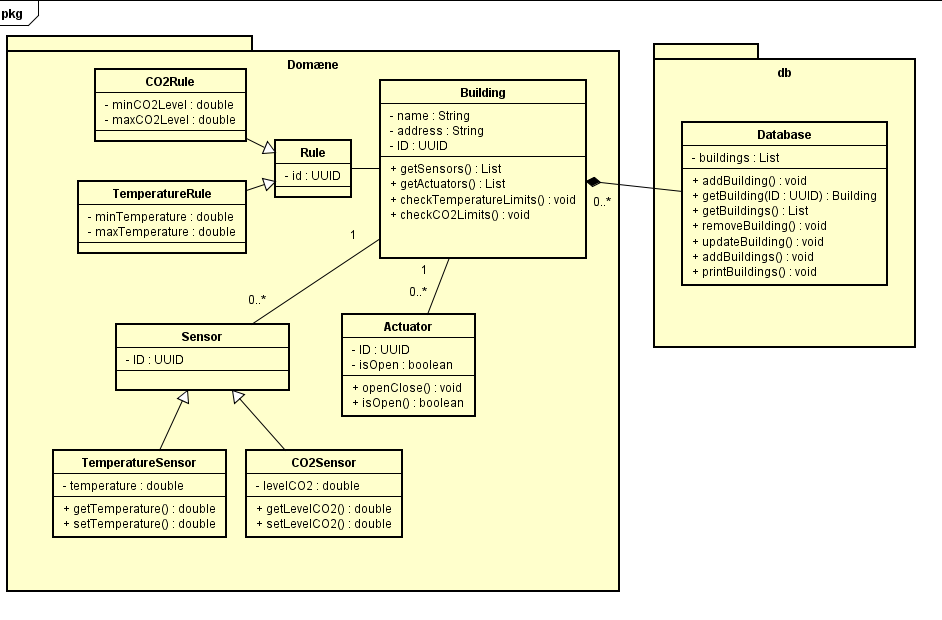 pkg
Domæne
CO2Rule
- minCO2Level : double
- maxCO2Level : double
Rule
- id : UUID
TemperatureRule
- minTemperature : double
- maxTemperature : double
Building
- name : String
- address : String
- ID : UUID
+ getSensors() : List
+ getActuators() : List
+ checkTemperatureLimits() : void
+ checkCO2Limits() : void
0..*
1
0..*
1
0..*
Sensor
- ID : UUID
Actuator
- ID : UUID
- isOpen : boolean
+ openClose() : void
+ isOpen() : boolean
TemperatureSensor
- temperature : double
+ getTemperature() : double
+ setTemperature() : double
CO2Sensor
- levelCO2 : double
+ getLevelCO2() : double
+ setLevelCO2() : double
db
Database
- buildings : List
+ addBuilding() : void
+ getBuilding(ID : UUID) : Building
+ getBuildings() : List
+ removeBuilding() : void
+ updateBuilding() : void
+ addBuildings() : void
+ printBuildings() : void